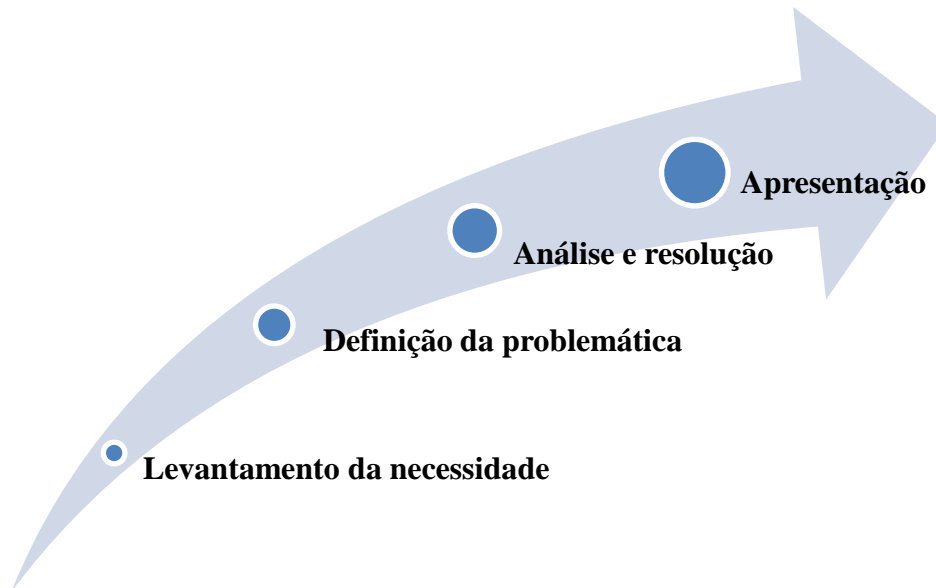 Apresentação
Análise e resolução
Definição da problemática
Levantamento da necessidade